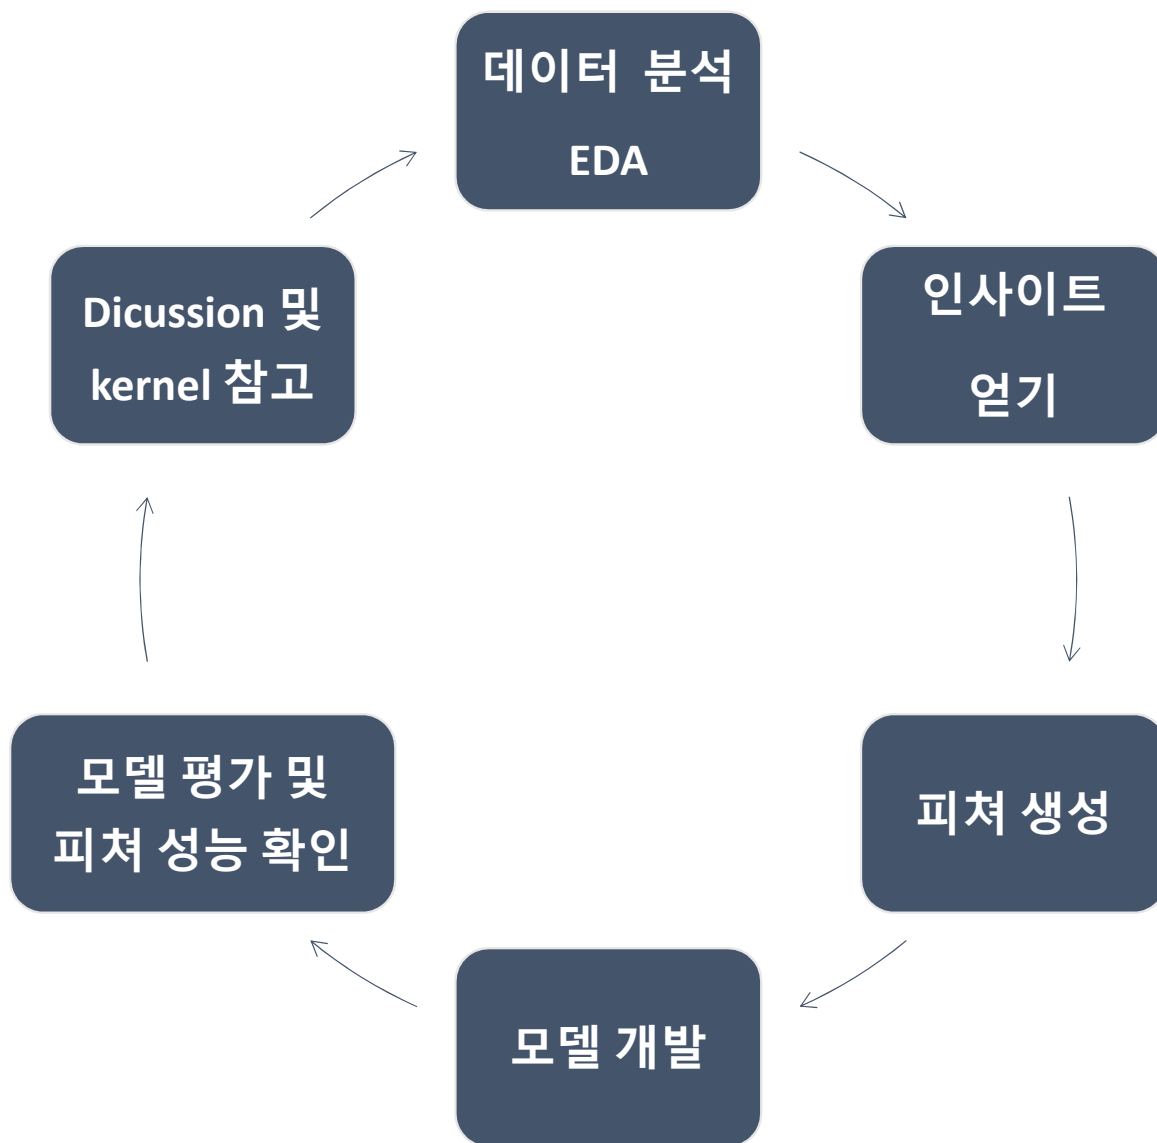 데이터 분석
EDA
인사이트
얻기
피쳐 생성
모델 개발
모델 평가 및
피쳐 성능 확인
Dicussion 및
kernel 참고